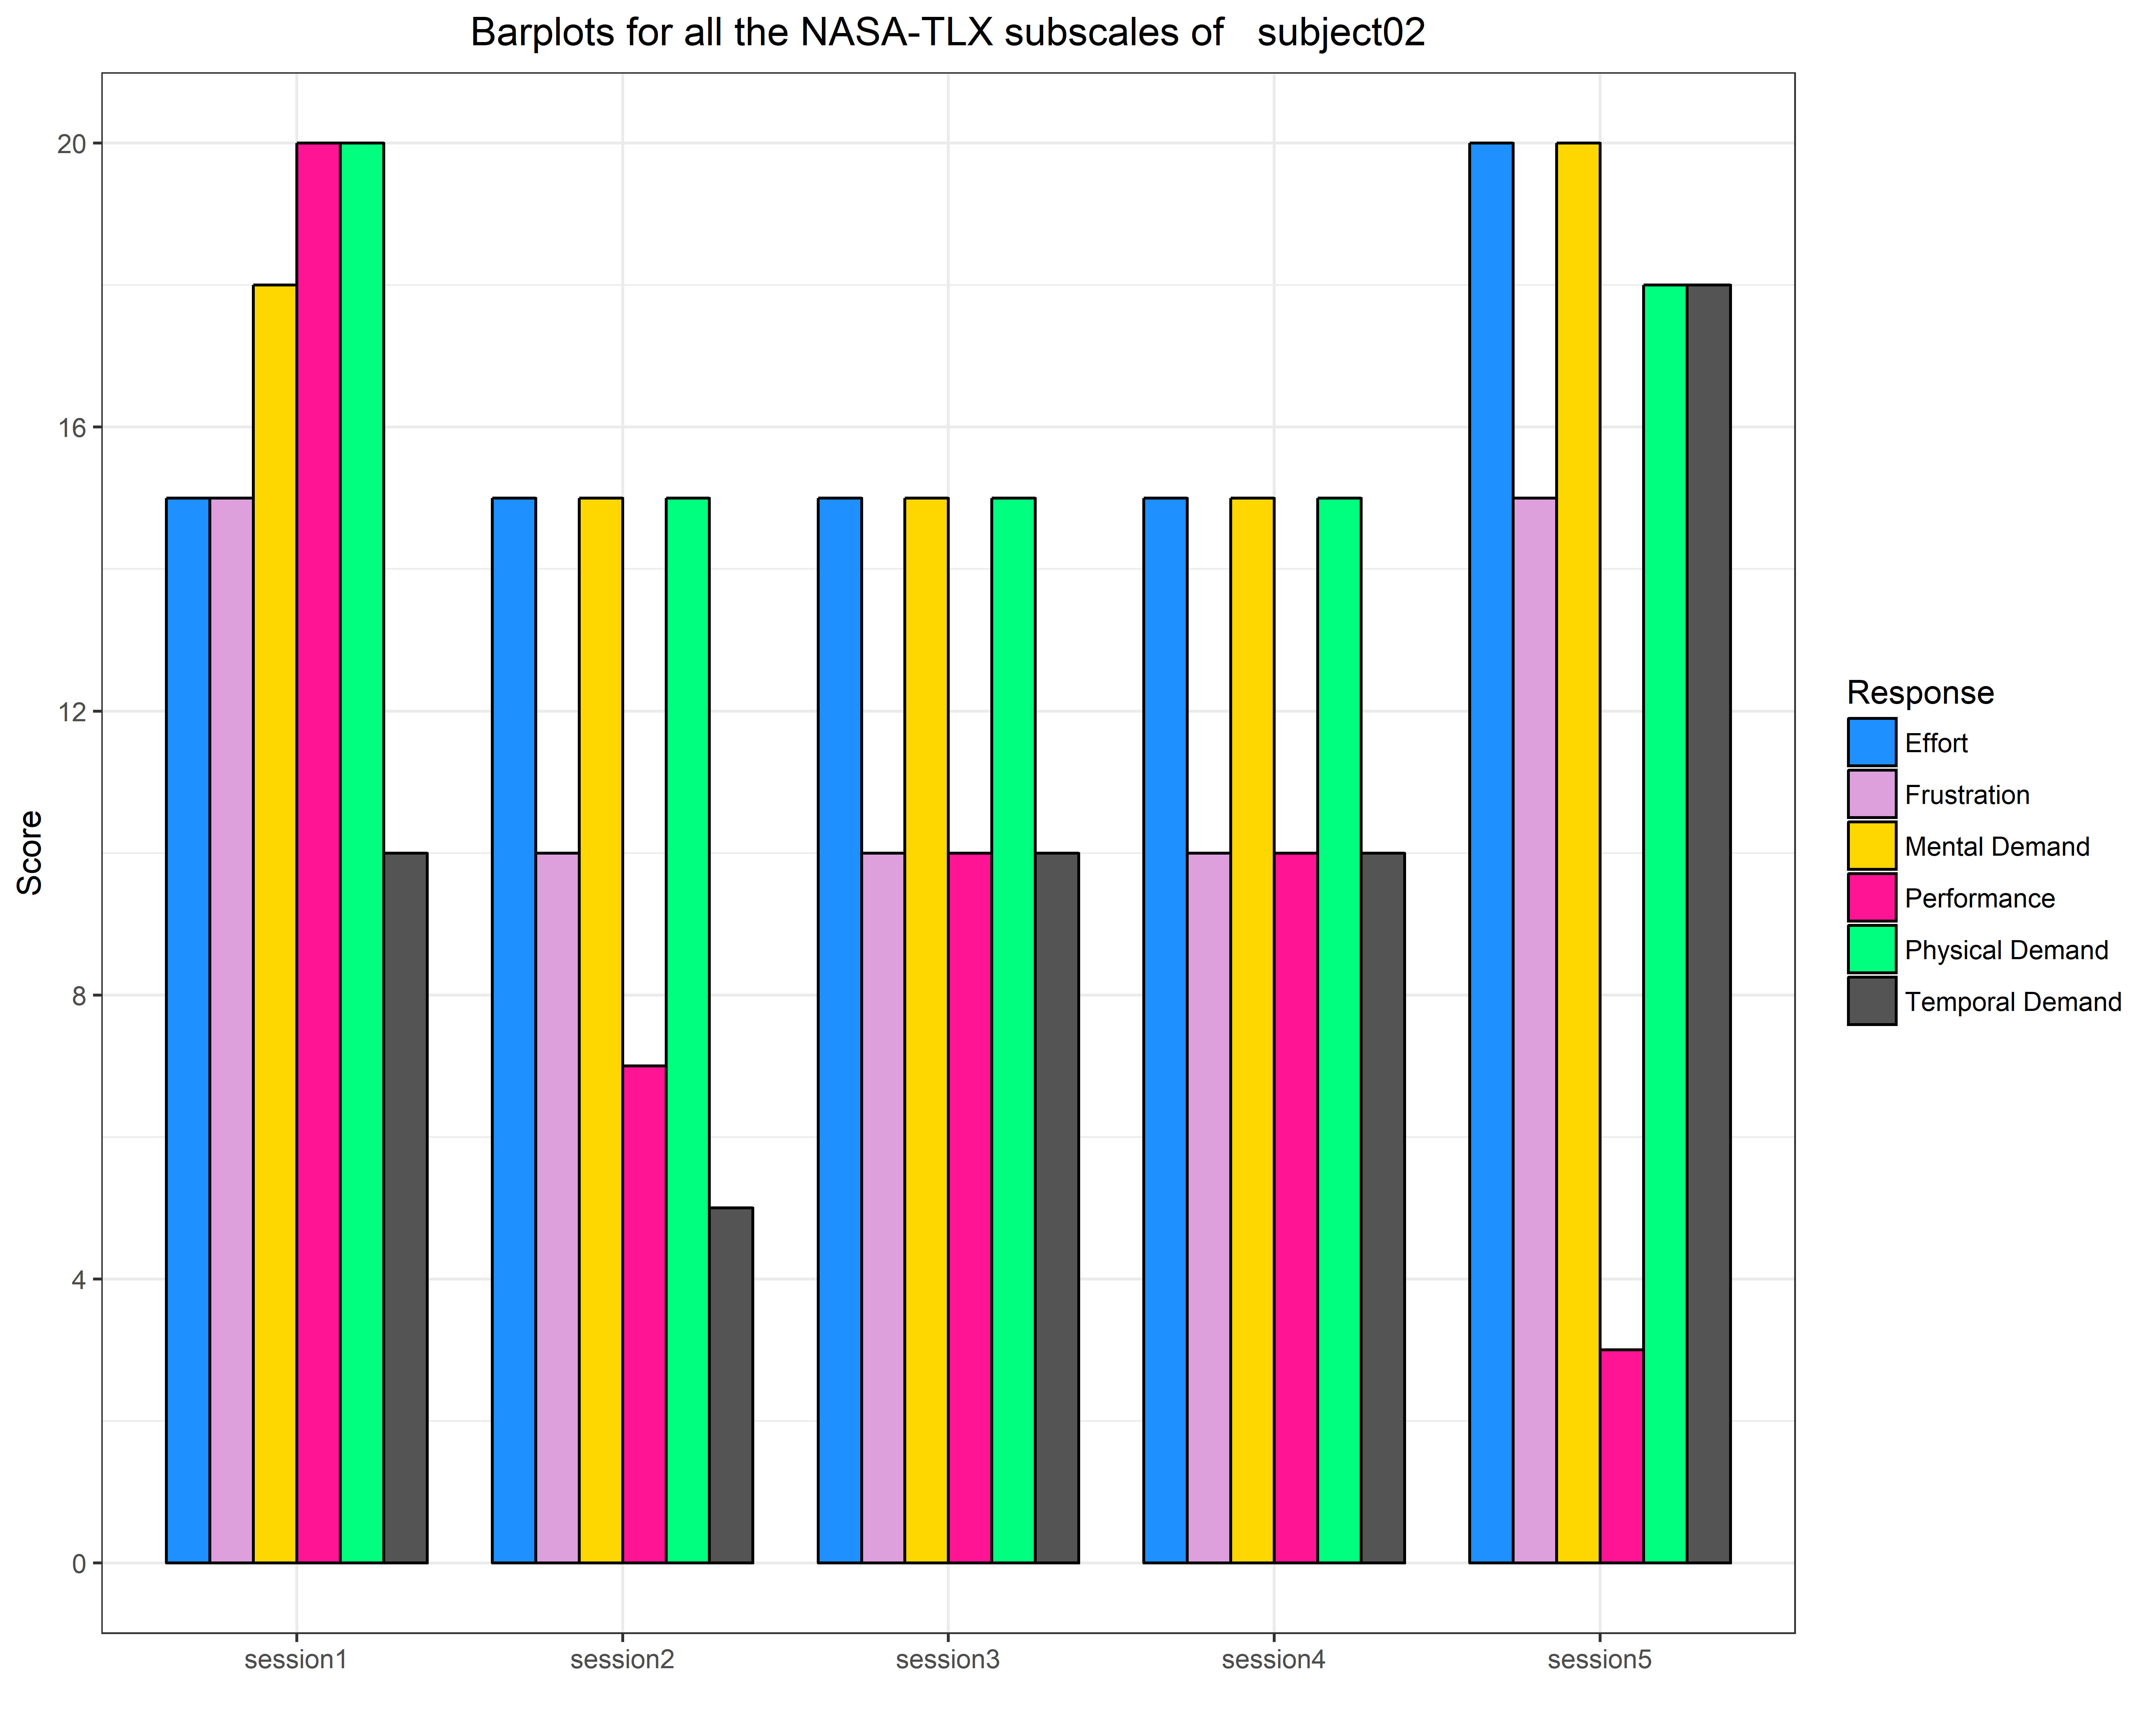 Barplots for all the NASA-TLX subscales of   subject02
20
16
12
8
4
0
Score
session1
session2
session3
session4
session5
Response
Effort
Frustration
Mental Demand
Performance
Physical Demand
Temporal Demand